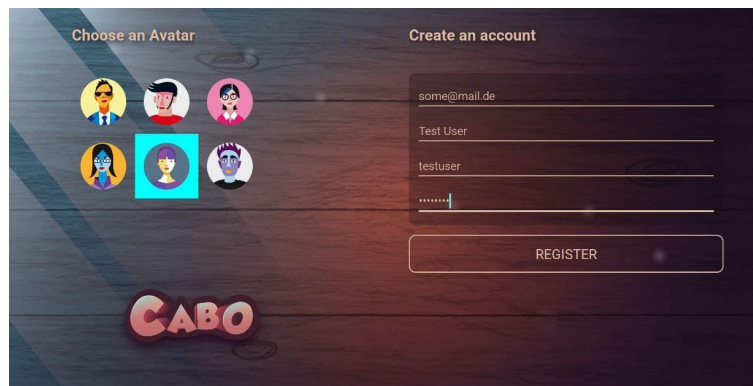 Choose an Avatar
Create an account
some@mail.de
Test User
testuser
••••••••
REGISTER
CABO